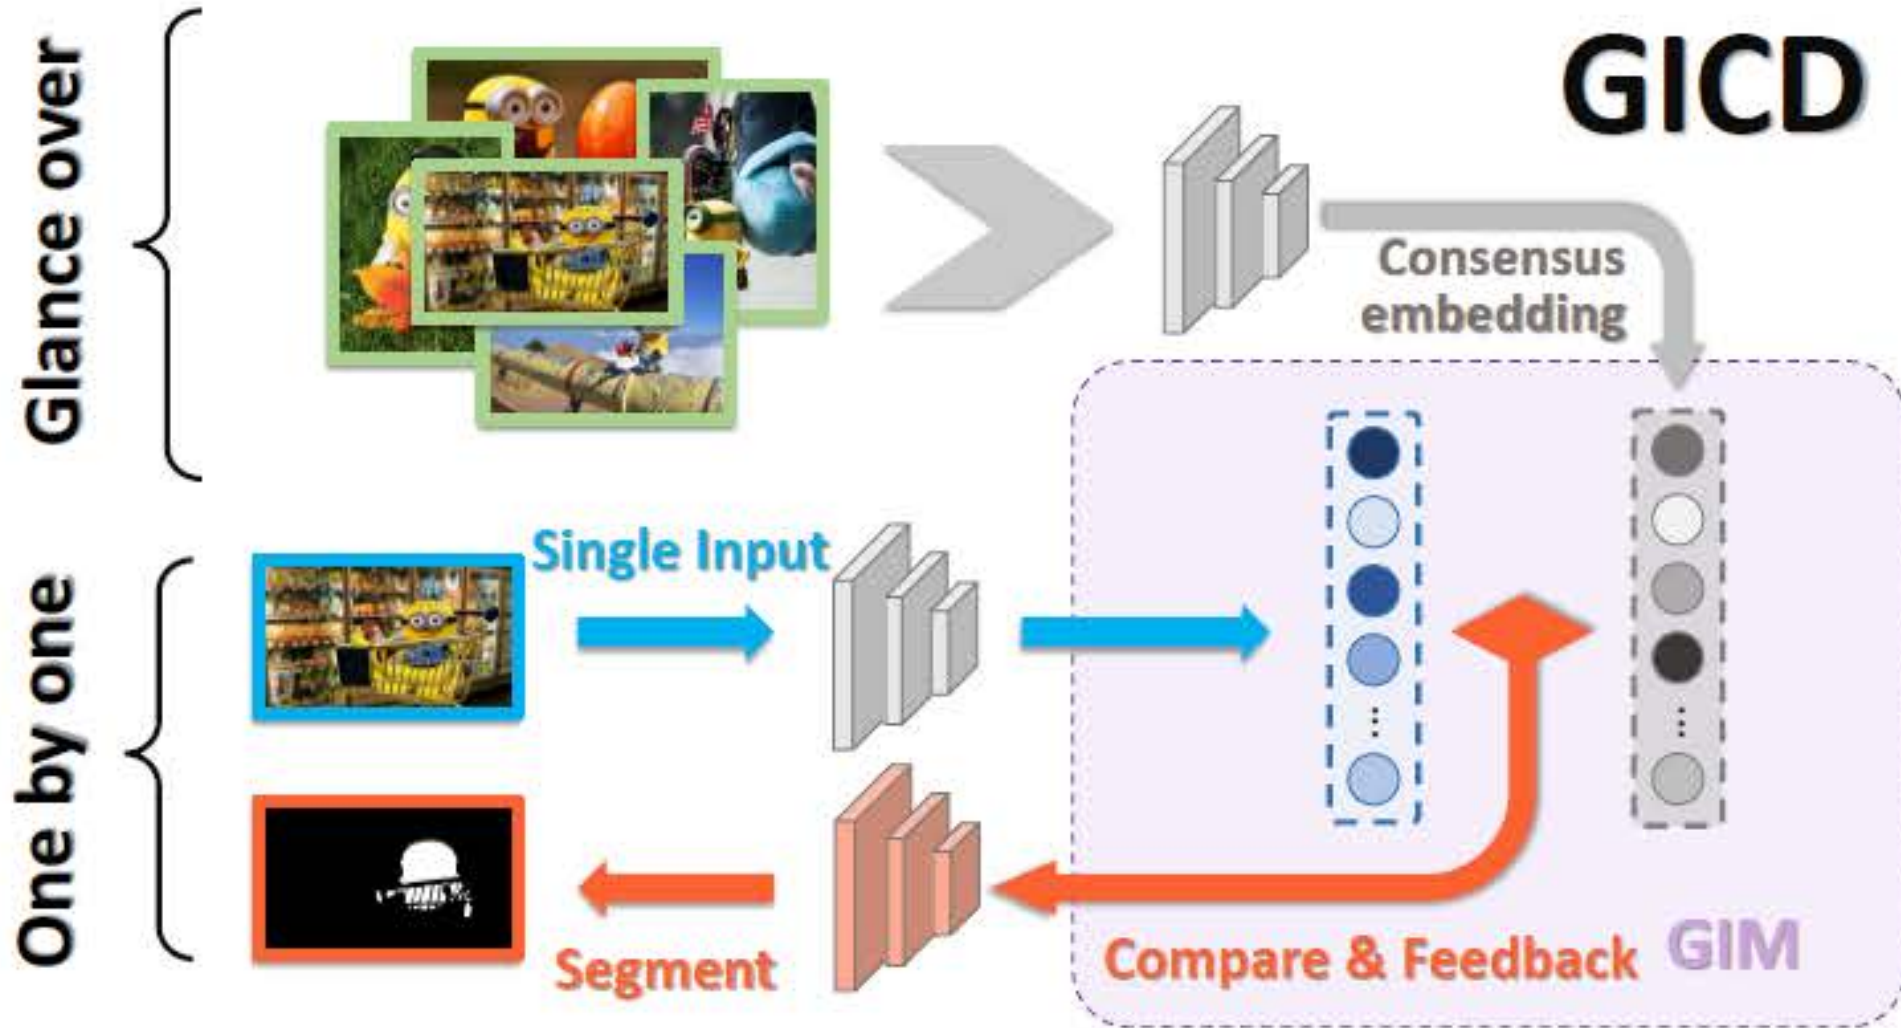 GICD
Glance over
Consensus
embedding
One by one
Single Input
...
...
Segment
Compare & Feedback
GIM